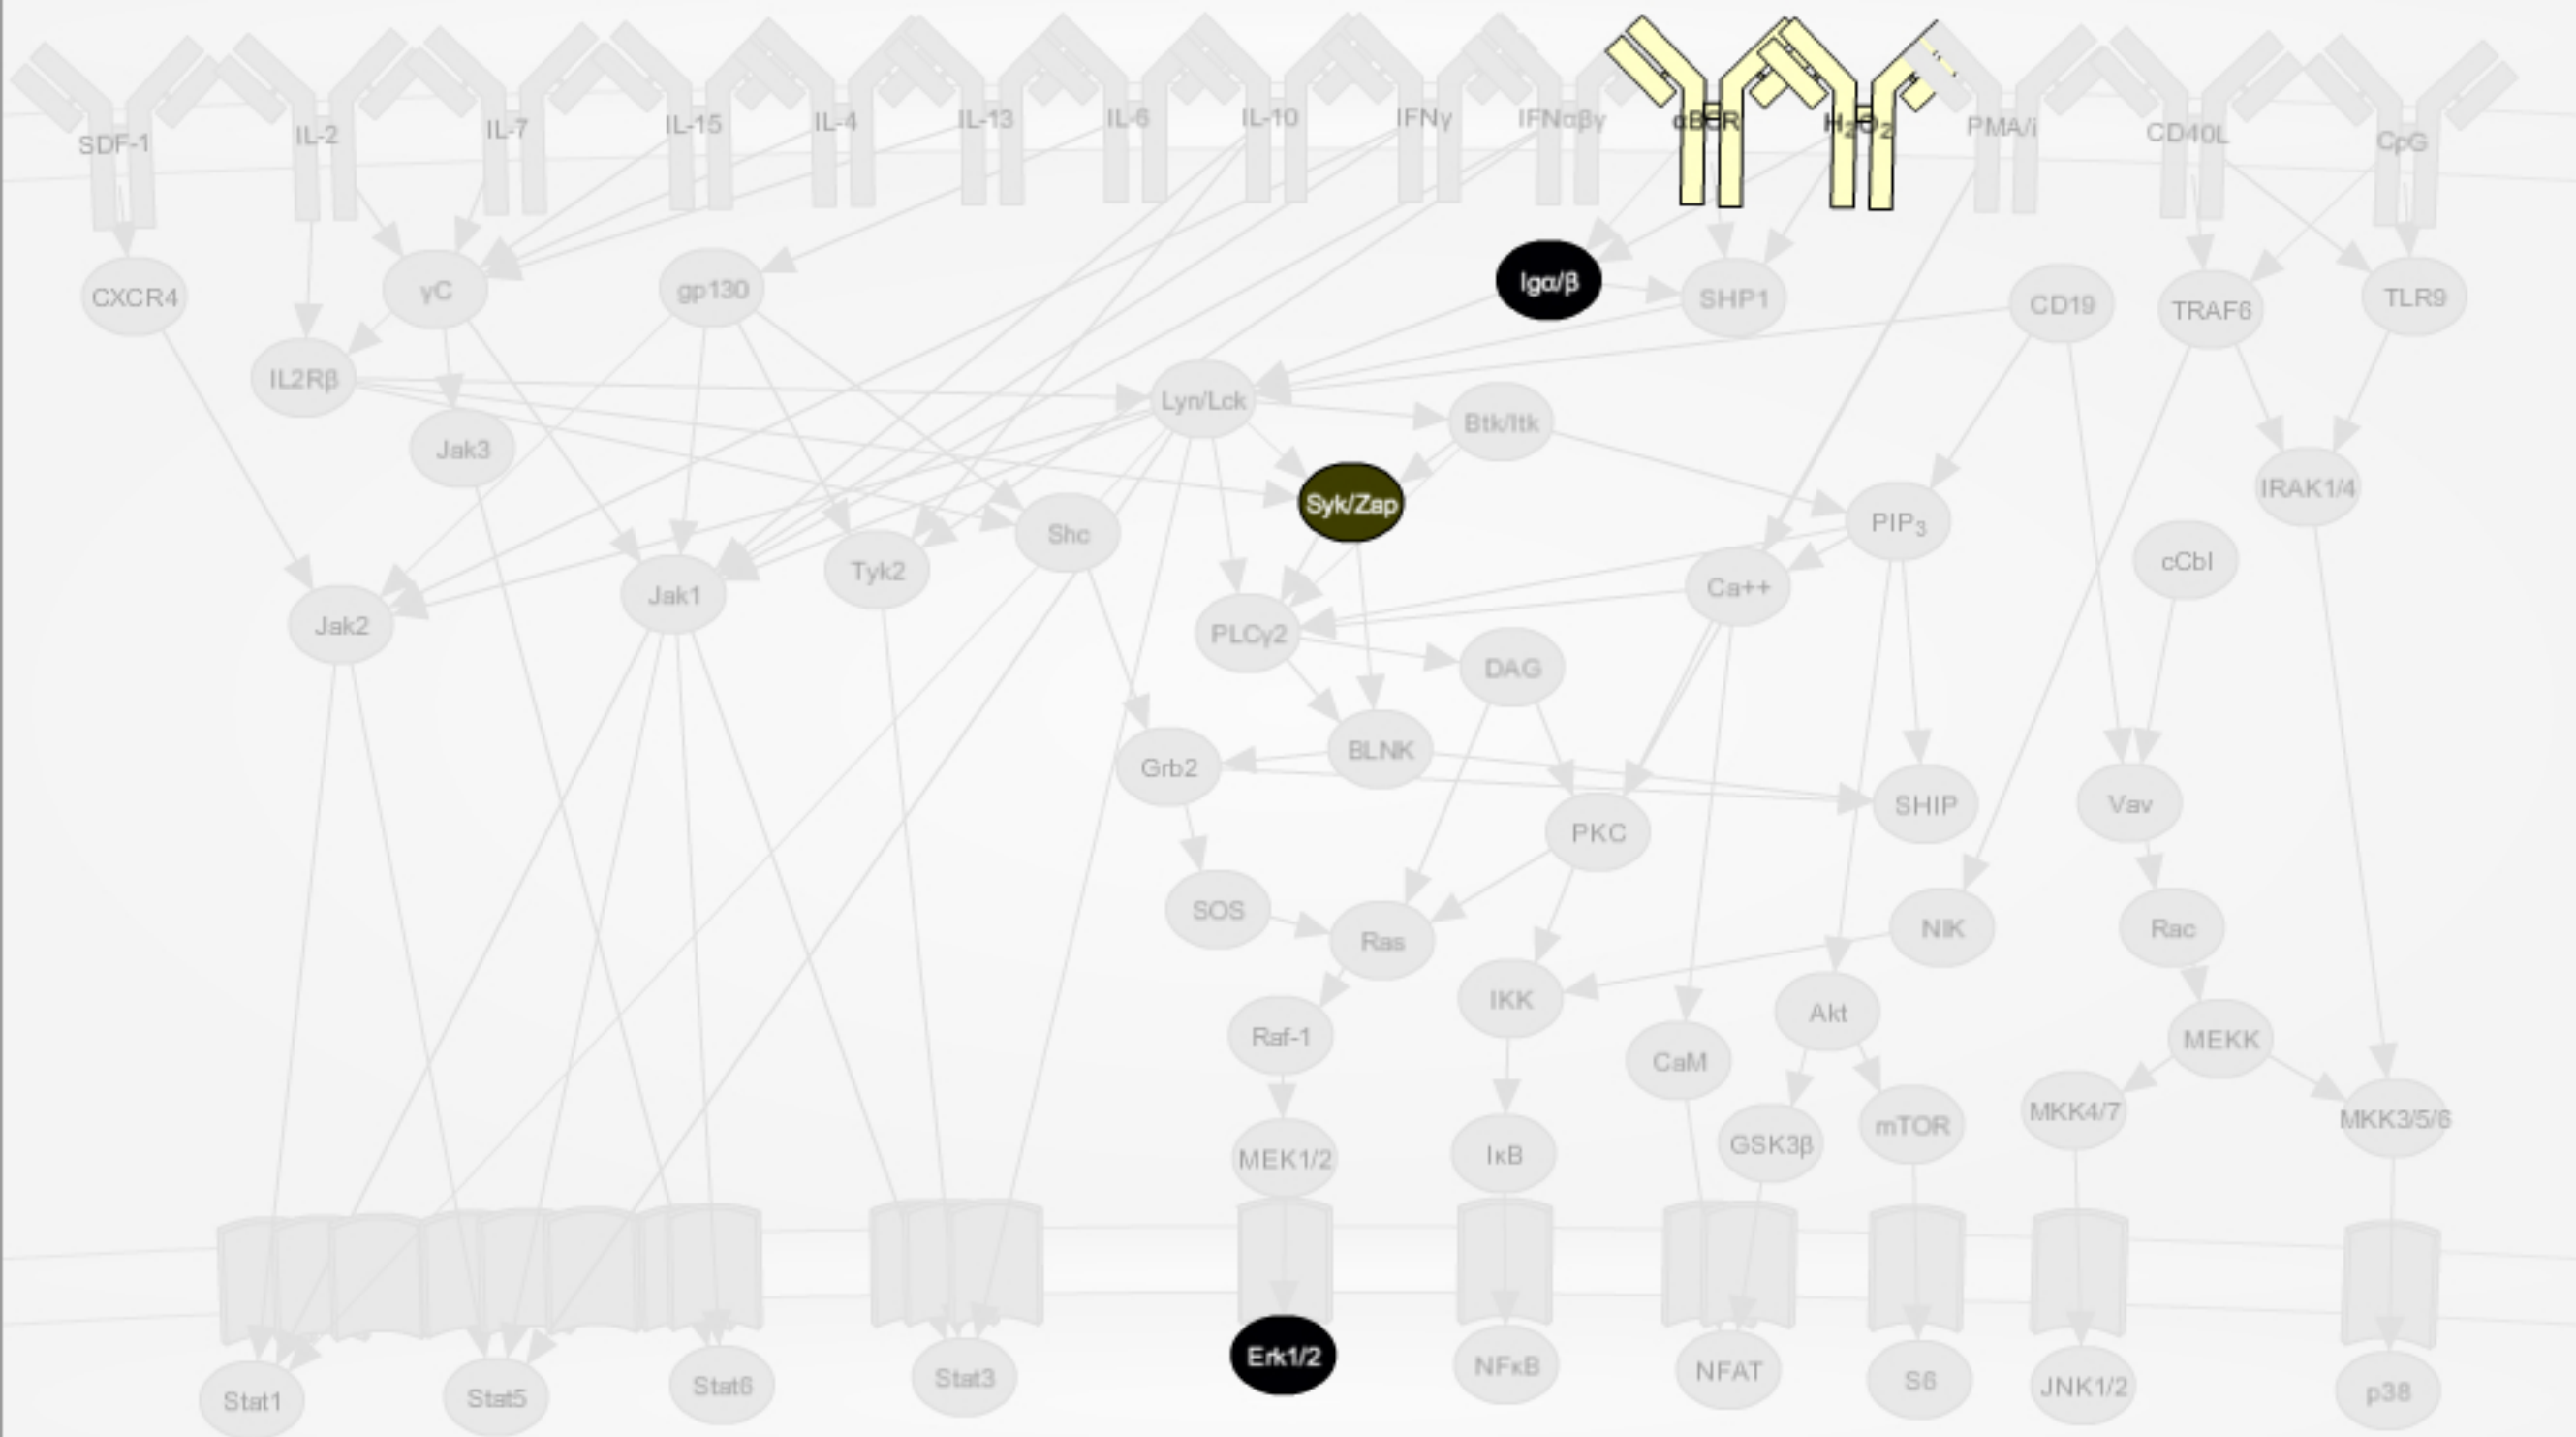 SDF-1
IL-2
IL-7
IL-15
IL-4
IL-13
IL-6
IL-10
IFNγ
IFNαβγ
αBCR
H₂O₂
PMA/i
CD40L
CpG
CXCR4
γC
gp130
Igα/β
SHP1
CD19
TRAF6
TLR9
IL2Rβ
Lyn/Lck
Btk/Itk
Jak3
Syk/Zap
IRAK1/4
Shc
PIP₃
Tyk2
cCbl
Jak1
Ca++
Jak2
PLCγ2
DAG
BLNK
Grb2
SHIP
Vav
PKC
SOS
Ras
NIK
Rac
IKK
Akt
Raf-1
MEKK
CaM
MKK4/7
MKK3/5/6
mTOR
GSK3β
IκB
MEK1/2
Erk1/2
NFκB
NFAT
S6
JNK1/2
p38
Stat3
Stat6
Stat5
Stat1